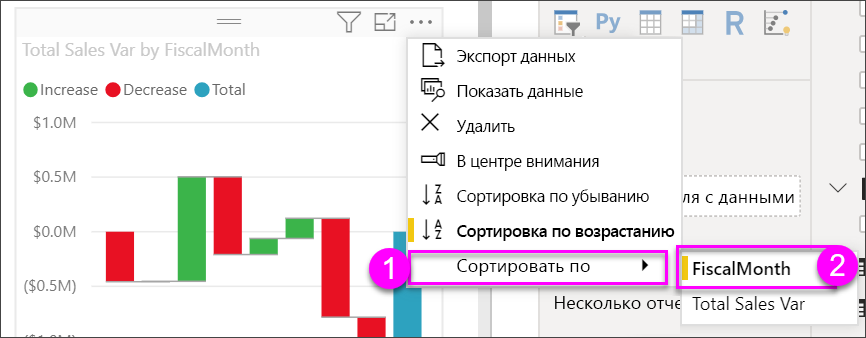 Total Sales Var by FiscalMonth
Increase Decrease Total
$1.0M
$0.5M
$0.0M
($0.5M)
Экспорт данных
Показать данные
Удалить
В центре внимания
Сортировка по убыванию
Сортировка по возрастанию
1 Сортировать по
FiscalMonth 2
Total Sales Var
Py
R
ля с данными
Несколько отче
Z
A
A
Z